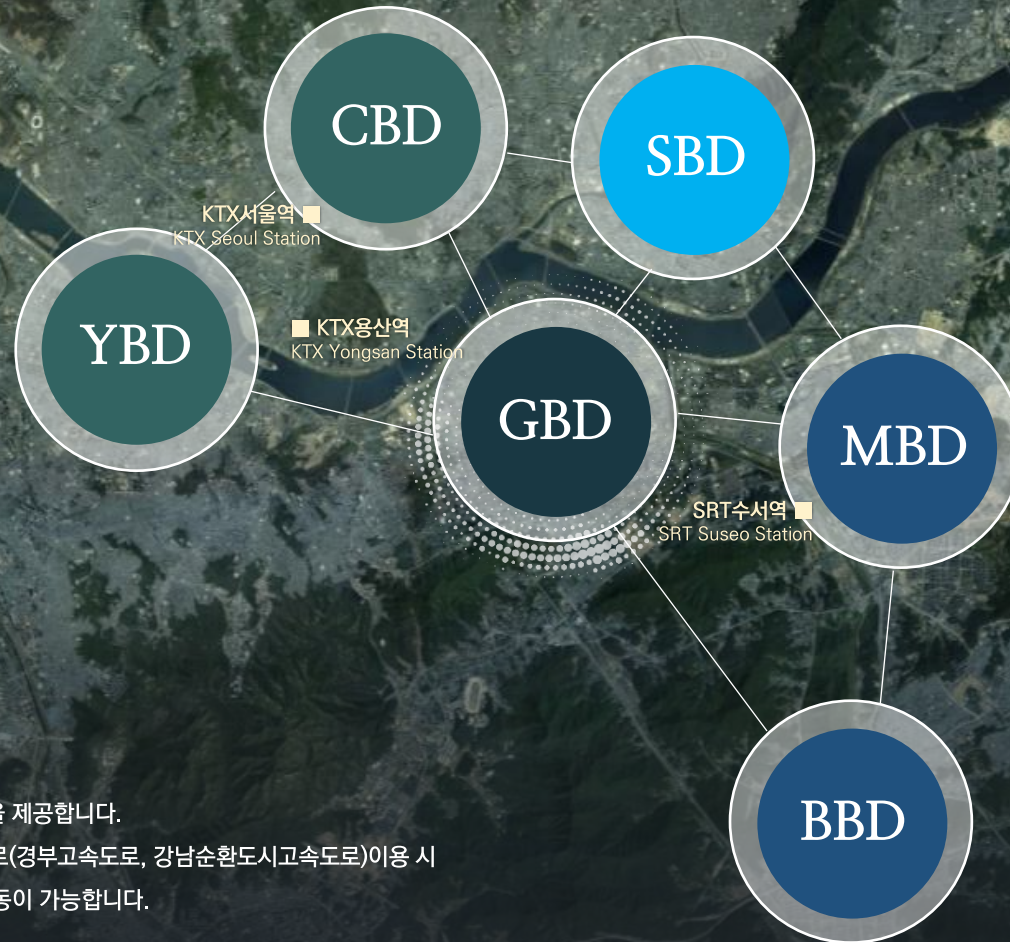 CBD
SBD
KTX서울역
KTX Seoul Station
YBD
KTX용산역
KTX Yongsan Station
GBD
MBD
SRT수서역
SRT Suseo Station
BBD
제공합니다.
(경부고속도로, 강남순환도시고속도로)이용 시
가능합니다.